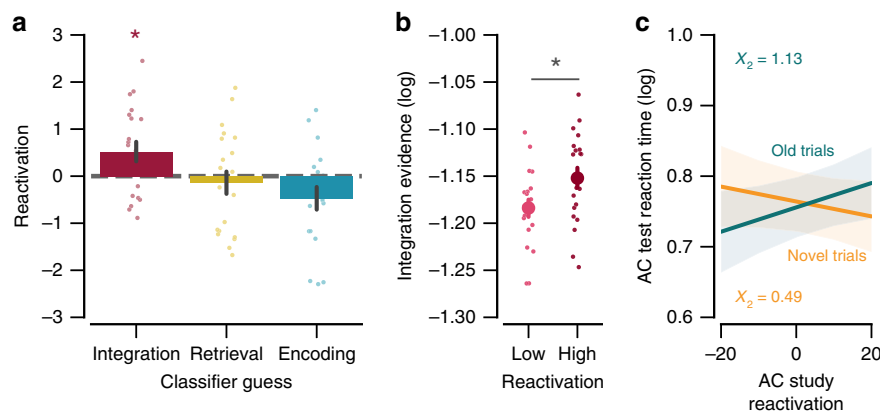 a
Reactivation
3
2
1
0
−1
−2
−3
*
Integration
Retrieval
Encoding
Classifier guess
b
Integration evidence (log)
−1.00
−1.05
−1.10
−1.15
−1.20
−1.25
−1.30
*
Low
High
Reactivation
c
AC test reaction time (log)
1.0
0.9
0.8
0.7
0.6
X2 = 1.13
Old trials
Novel trials
X2 = 0.49
−20
0
20
AC study
reactivation